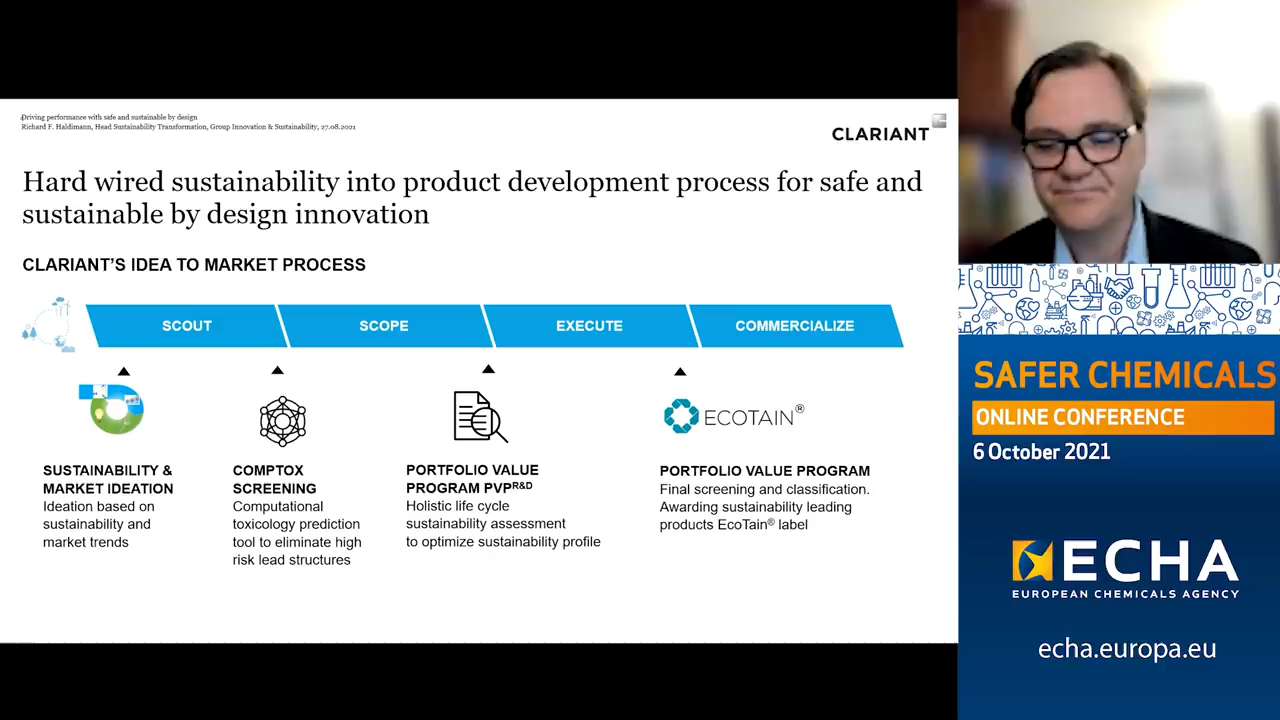 Driving performance with safe and sustainable by design
Richard F. Haldimann, Head Sustainability Transformation, Group Innovation & Sustainability, 27.08.2021
CLARIANT
Hard wired sustainability into product development process for safe and
sustainable by design innovation
CLARIANT'S IDEA TO MARKET PROCESS
SCOUT
SCOPE
EXECUTE
COMMERCIALIZE
SUSTAINABILITY &
MARKET IDEATION
Ideation based on
sustainability and
market trends
COMPTOX
SCREENING
Computational
toxicology prediction
tool to eliminate high
risk lead structures
PORTFOLIO VALUE
PROGRAM PVPR&D
Holistic life cycle
sustainability assessment
to optimize sustainability profile
ECOTAIN®
PORTFOLIO VALUE PROGRAM
Final screening and classification.
Awarding sustainability leading
products EcoTain® label
SAFER CHEMICALS
ONLINE CONFERENCE
6 October 2021
ECHA
EUROPEAN CHEMICALS AGENCY
echa.europa.eu